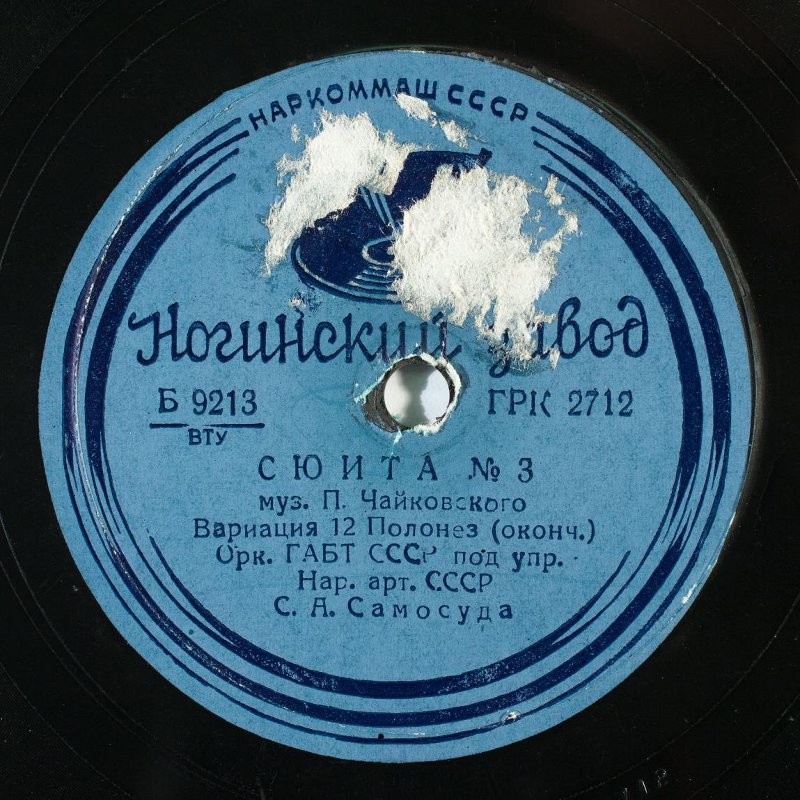 НАРКОММАШ СССР
Ногинский завод
Б 9213 ГРК 2712
ВТУ
СЮИТА № 3
муз. П. Чайковского
Вариация 12 Полонез (оконч.)
Орк. ГАБТ СССР под упр.
Нар. арт. СССР
С. А. Самосуда